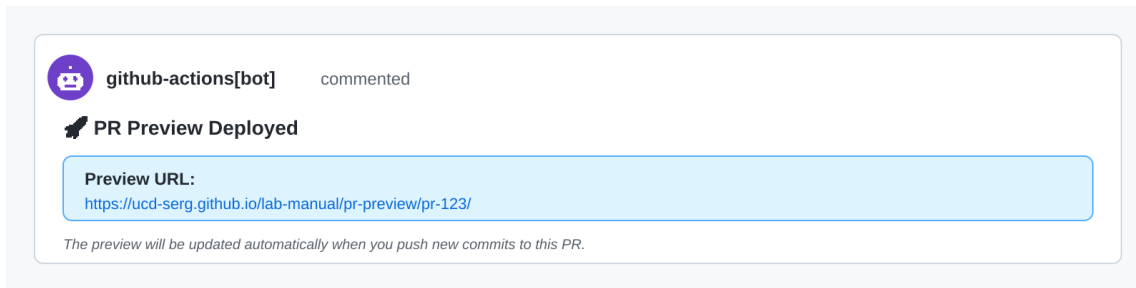 github-actions[bot] commented
🚀 PR Preview Deployed
Preview URL:
https://ucd-serg.github.io/lab-manual/pr-preview/pr-123/
The preview will be updated automatically when you push new commits to this PR.